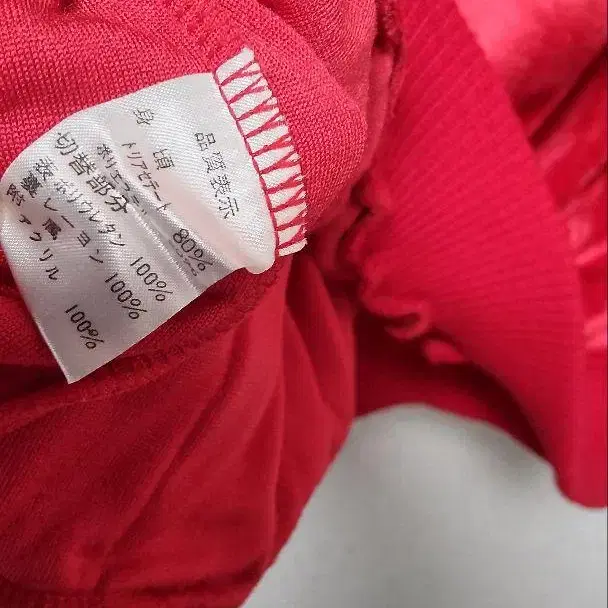 品質表示
身頃
トリアセテート 80%
ポリエステル
切替部分
表 ポリウレタン 100%
裏 レーヨン 100%
附属 アクリル 100%